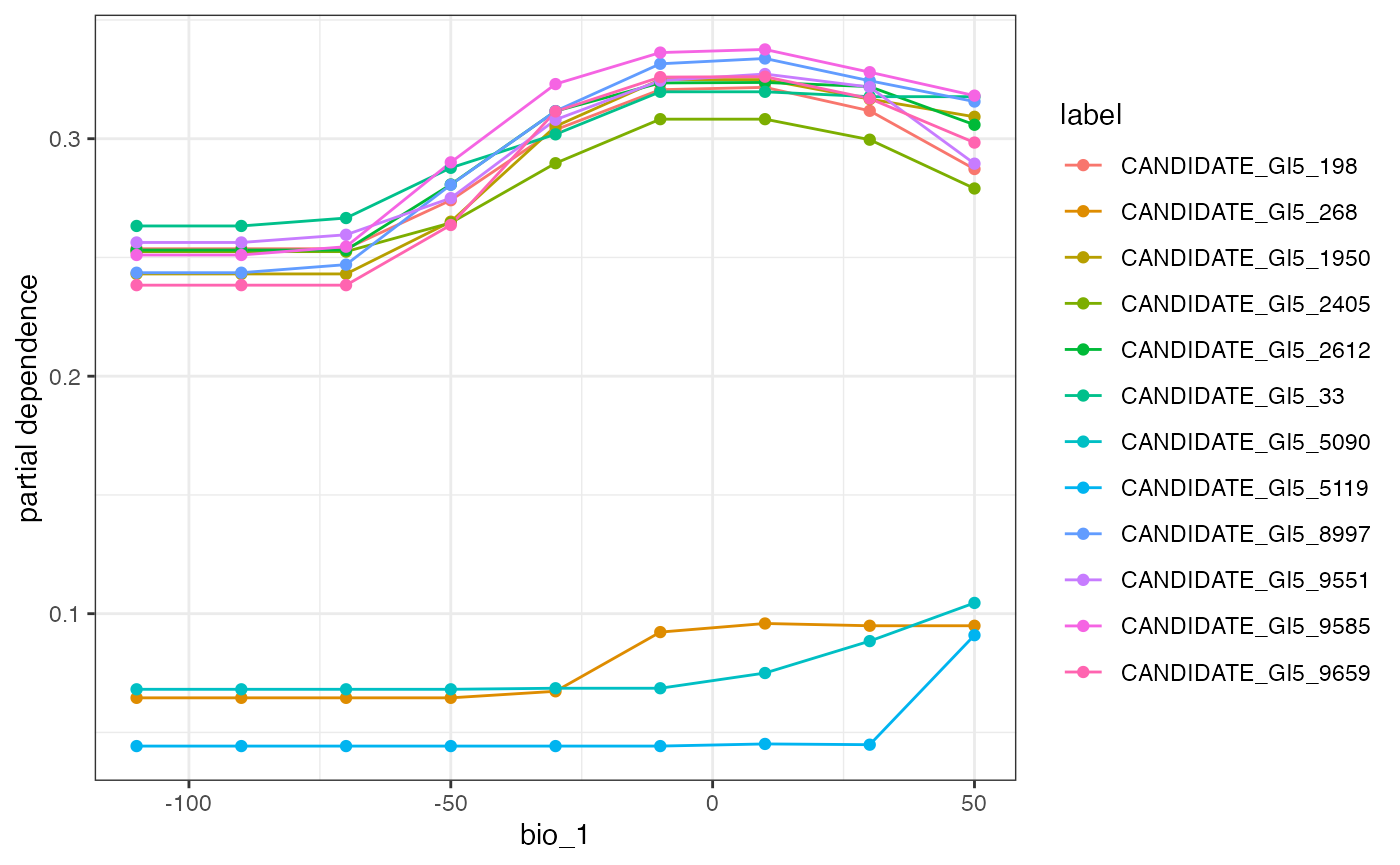 partial dependence
0.3
0.2
0.1
-100
-50
0
50
bio_1
label
CANDIDATE_GI5_198
CANDIDATE_GI5_268
CANDIDATE_GI5_1950
CANDIDATE_GI5_2405
CANDIDATE_GI5_2612
CANDIDATE_GI5_33
CANDIDATE_GI5_5090
CANDIDATE_GI5_5119
CANDIDATE_GI5_8997
CANDIDATE_GI5_9551
CANDIDATE_GI5_9585
CANDIDATE_GI5_9659